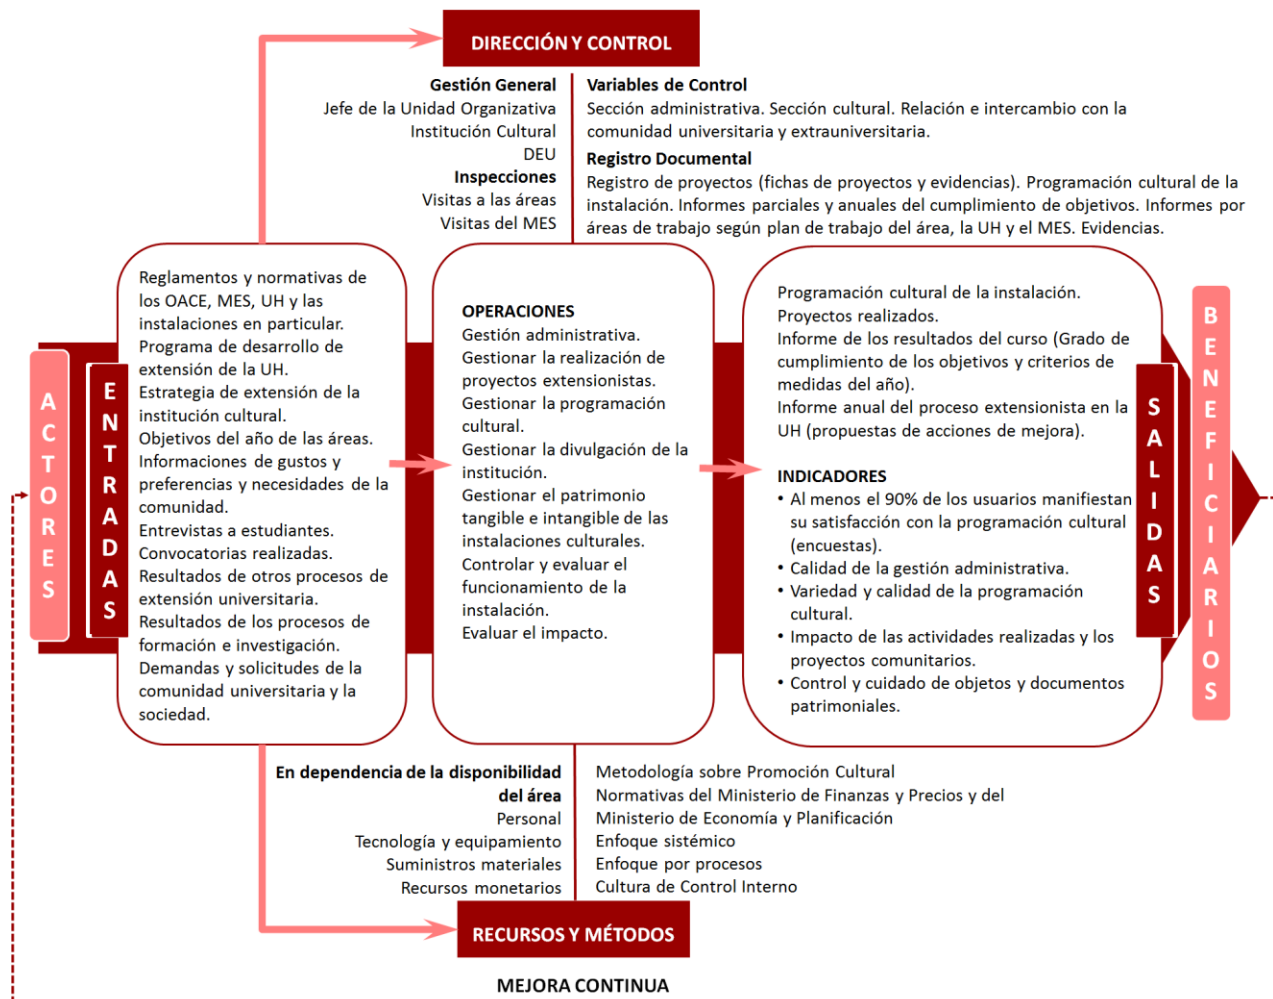 DIRECCIÓN Y CONTROL
Gestión General
Jefe de la Unidad Organizativa
Institución Cultural
DEU
Inspecciones
Visitas a las áreas
Visitas del MES
Variables de Control
Sección administrativa. Sección cultural. Relación e intercambio con la
comunidad universitaria y extrauniversitaria.
Registro Documental
Registro de proyectos (fichas de proyectos y evidencias). Programación cultural de la
instalación. Informes parciales y anuales del cumplimiento de objetivos. Informes por
áreas de trabajo según plan de trabajo del área, la UH y el MES. Evidencias.
ACTORES
ENTRADAS
Reglamentos y normativas de
los OACE, MES, UH y las
instalaciones en particular.
Programa de desarrollo de
extensión de la UH.
Estrategia de extensión de la
institución cultural.
Objetivos del año de las áreas.
Informaciones de gustos y
preferencias y necesidades de la
comunidad.
Entrevistas a estudiantes.
Convocatorias realizadas.
Resultados de otros procesos de
extensión universitaria.
Resultados de los procesos de
formación e investigación.
Demandas y solicitudes de la
comunidad universitaria y la
sociedad.
OPERACIONES
Gestión administrativa.
Gestionar la realización de
proyectos extensionistas.
Gestionar la programación
cultural.
Gestionar la divulgación de la
institución.
Gestionar el patrimonio
tangible e intangible de las
instalaciones culturales.
Controlar y evaluar el
funcionamiento de la
instalación.
Evaluar el impacto.
Programación cultural de la instalación.
Proyectos realizados.
Informe de los resultados del curso (Grado de
cumplimiento de los objetivos y criterios de
medidas del año).
Informe anual del proceso extensionista en la
UH (propuestas de acciones de mejora).
INDICADORES
• Al menos el 90% de los usuarios manifiestan
su satisfacción con la programación cultural
(encuestas).
• Calidad de la gestión administrativa.
• Variedad y calidad de la programación
cultural.
• Impacto de las actividades realizadas y los
proyectos comunitarios.
• Control y cuidado de objetos y documentos
patrimoniales.
SALIDAS
BENEFICIARIOS
En dependencia de la disponibilidad
del área
Personal
Tecnología y equipamiento
Suministros materiales
Recursos monetarios
Metodología sobre Promoción Cultural
Normativas del Ministerio de Finanzas y Precios y del
Ministerio de Economía y Planificación
Enfoque sistémico
Enfoque por procesos
Cultura de Control Interno
RECURSOS Y MÉTODOS
MEJORA CONTINUA